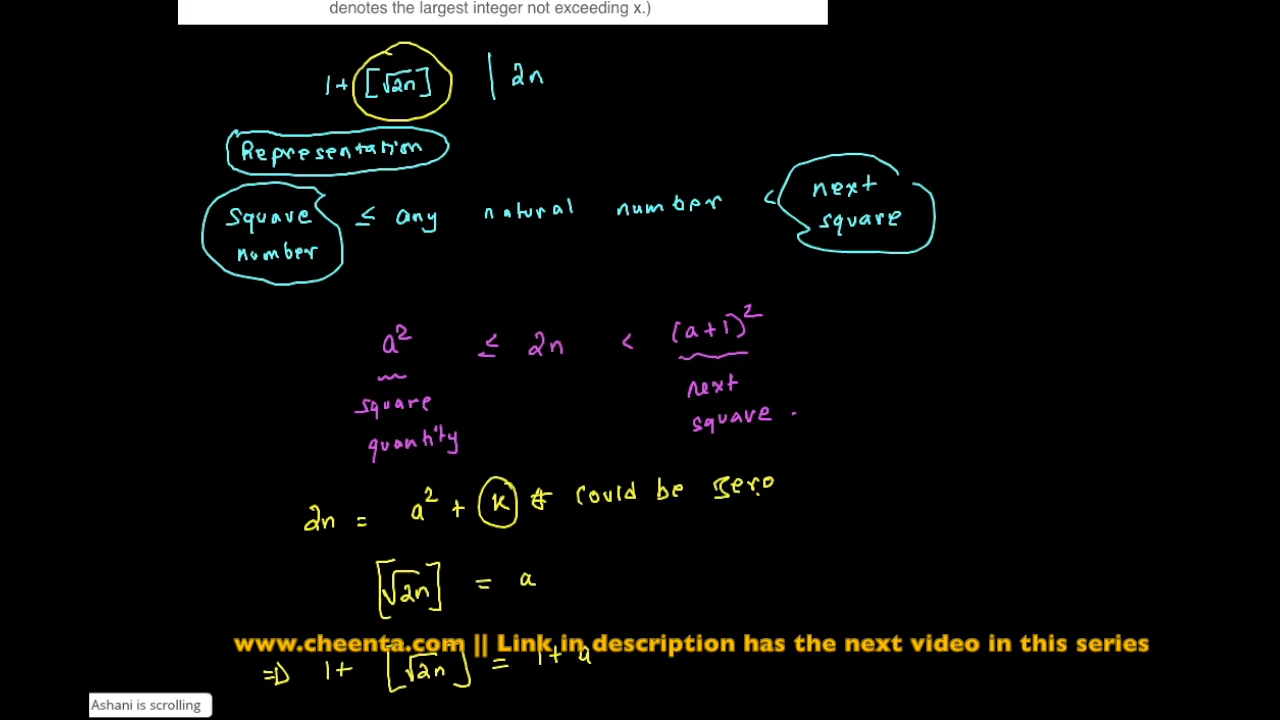 denotes the largest integer not exceeding x.)
1+ [√2n] | 2n
Representation
Square number ≤ any natural number < next square
a² ≤ 2n < (a+1)²
square quantity
next square.
2n = a² + k could be zero
[√2n] = a
www.cheenta.com || Link in description has the next video in this series
⇒ 1+ [√2n] = 1+ a
Ashani is scrolling